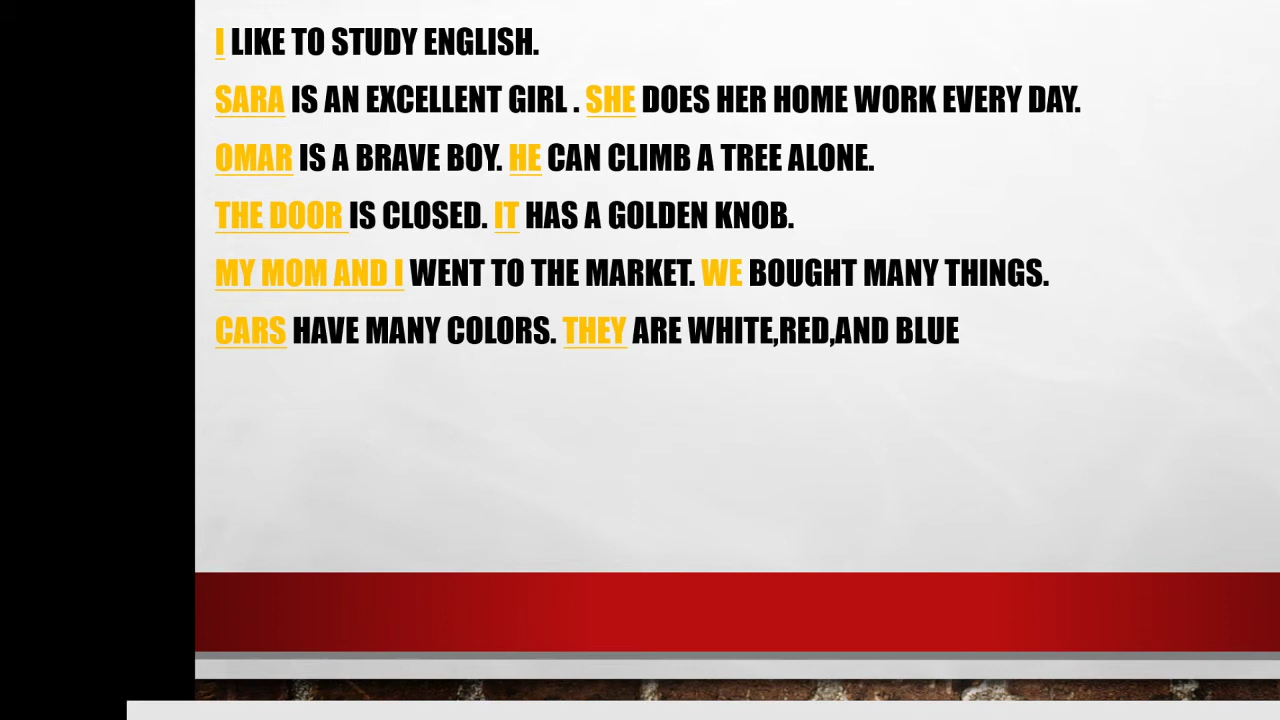 I LIKE TO STUDY ENGLISH.
SARA IS AN EXCELLENT GIRL . SHE DOES HER HOME WORK EVERY DAY.
OMAR IS A BRAVE BOY. HE CAN CLIMB A TREE ALONE.
THE DOOR IS CLOSED. IT HAS A GOLDEN KNOB.
MY MOM AND I WENT TO THE MARKET. WE BOUGHT MANY THINGS.
CARS HAVE MANY COLORS. THEY ARE WHITE,RED,AND BLUE